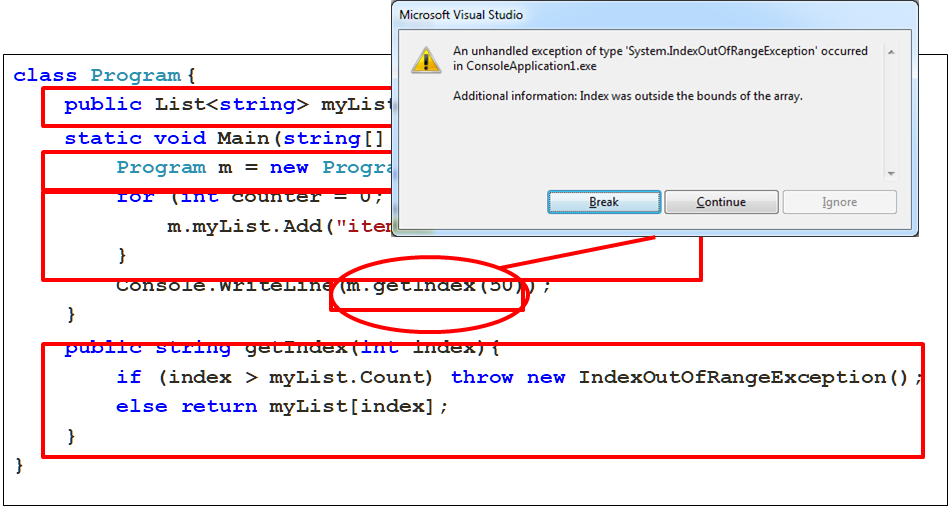 Microsoft Visual Studio
An unhandled exception of type 'System.IndexOutOfRangeException' occurred
in ConsoleApplication1.exe
Additional information: Index was outside the bounds of the array.
Break Continue Ignore
class Program{
public List<string> myList
static void Main(string[]
Program m = new
for (int counter = 0;
m.myList.Add("item
}
Console.WriteLine(m.getIndex(50));
}
public string getIndex(int index){
if (index > myList.Count) throw new IndexOutOfRangeException();
else return myList[index];
}
}